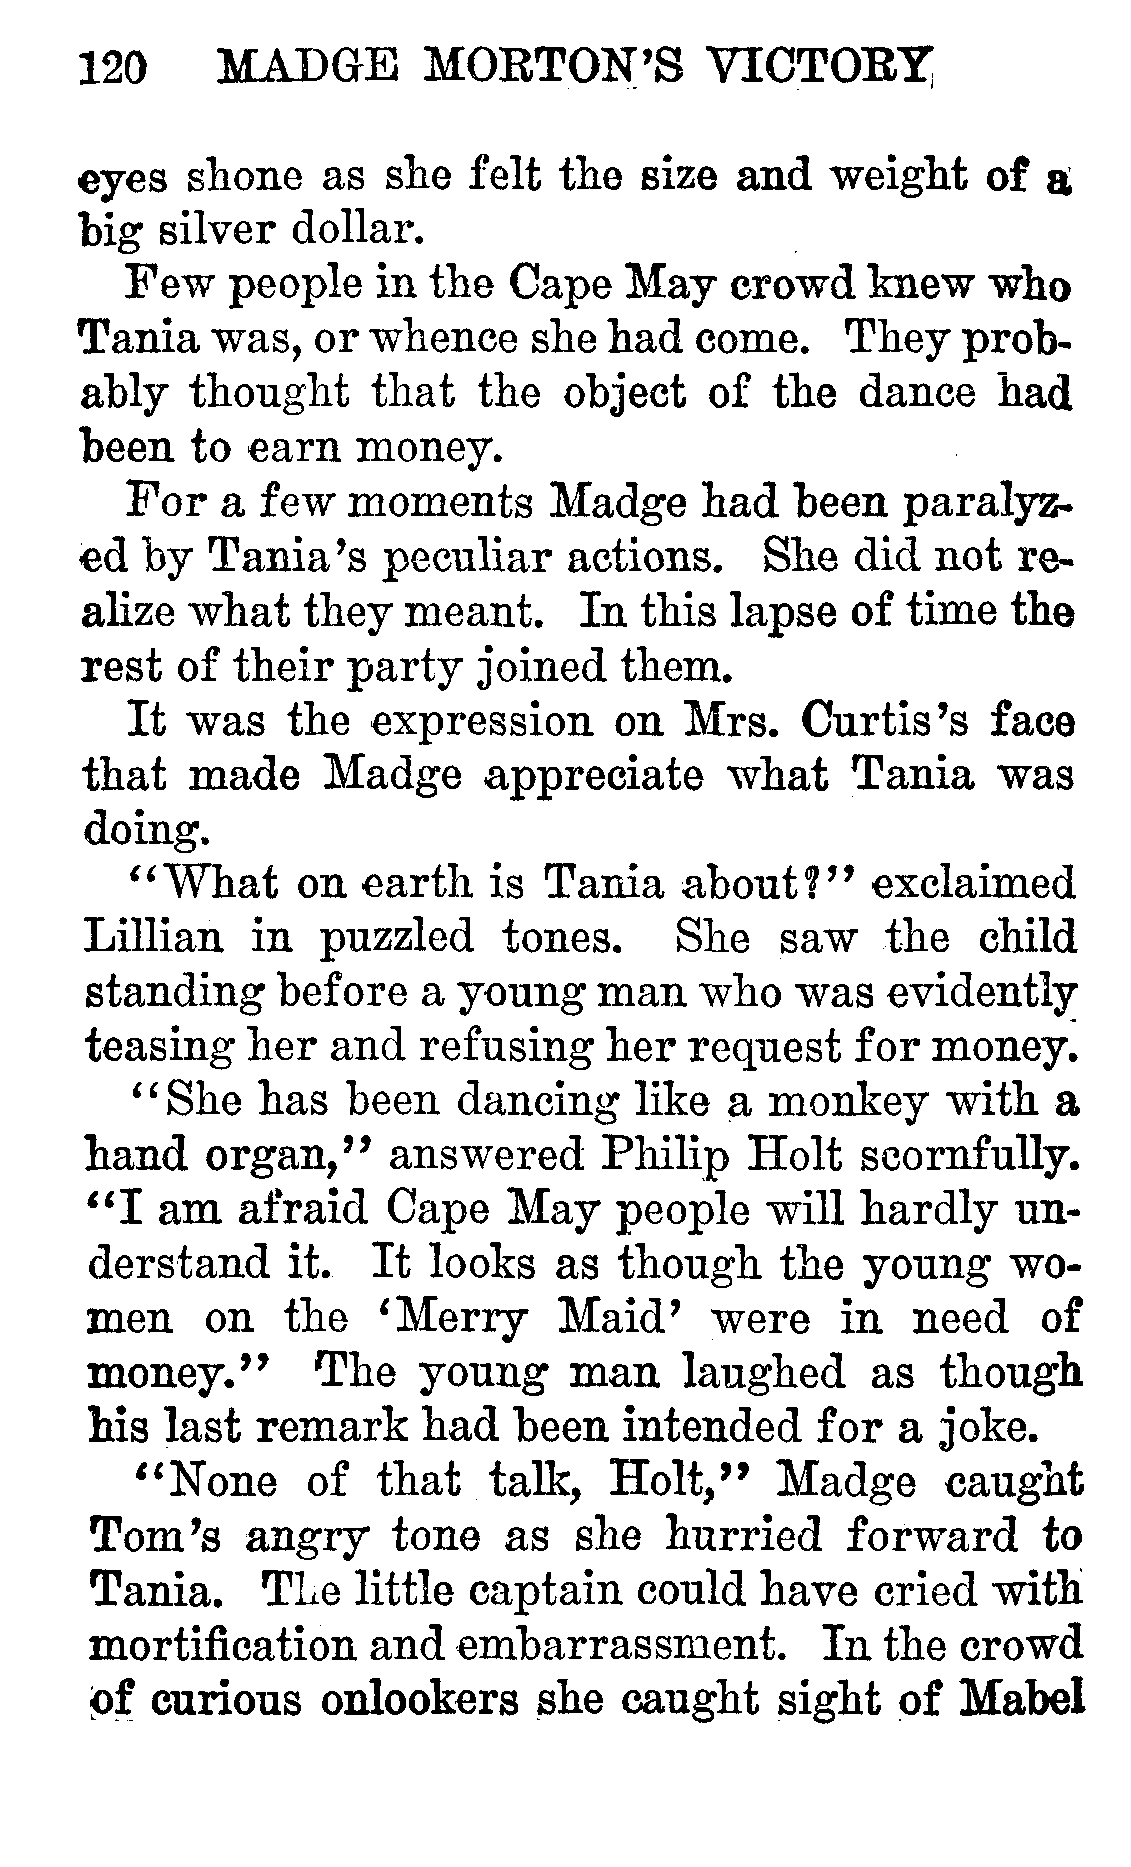 120 MADGE MORTON'S VICTORY
eyes shone as she felt the size and weight of a
big silver dollar.
Few people in the Cape May crowd knew who
Tania was, or whence she had come. They prob-
ably thought that the object of the dance had
been to earn money.
For a few moments Madge had been paralyz-
ed by Tania's peculiar actions. She did not re-
alize what they meant. In this lapse of time the
rest of their party joined them.
It was the expression on Mrs. Curtis's face
that made Madge appreciate what Tania was
doing.
"What on earth is Tania about?" exclaimed
Lillian in puzzled tones. She saw the child
standing before a young man who was evidently
teasing her and refusing her request for money.
"She has been dancing like a monkey with a
hand organ," answered Philip Holt scornfully.
"I am afraid Cape May people will hardly un-
derstand it. It looks as though the young wo-
men on the 'Merry Maid' were in need of
money." The young man laughed as though
his last remark had been intended for a joke.
"None of that talk, Holt," Madge caught
Tom's angry tone as she hurried forward to
Tania. The little captain could have cried with
mortification and embarrassment. In the crowd
of curious onlookers she caught sight of Mabel